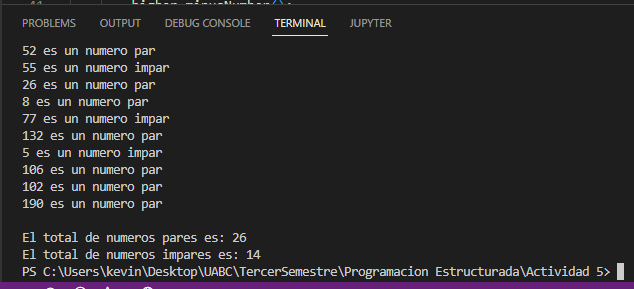 higher_minusNumber();
PROBLEMS OUTPUT DEBUG CONSOLE TERMINAL JUPYTER
52 es un numero par
55 es un numero impar
26 es un numero par
8 es un numero par
77 es un numero impar
132 es un numero par
5 es un numero impar
106 es un numero par
102 es un numero par
190 es un numero par
El total de numeros pares es: 26
El total de numeros impares es: 14
PS C:\Users\kevin\Desktop\UABC\TercerSemestre\Programacion Estructurada\Actividad 5>